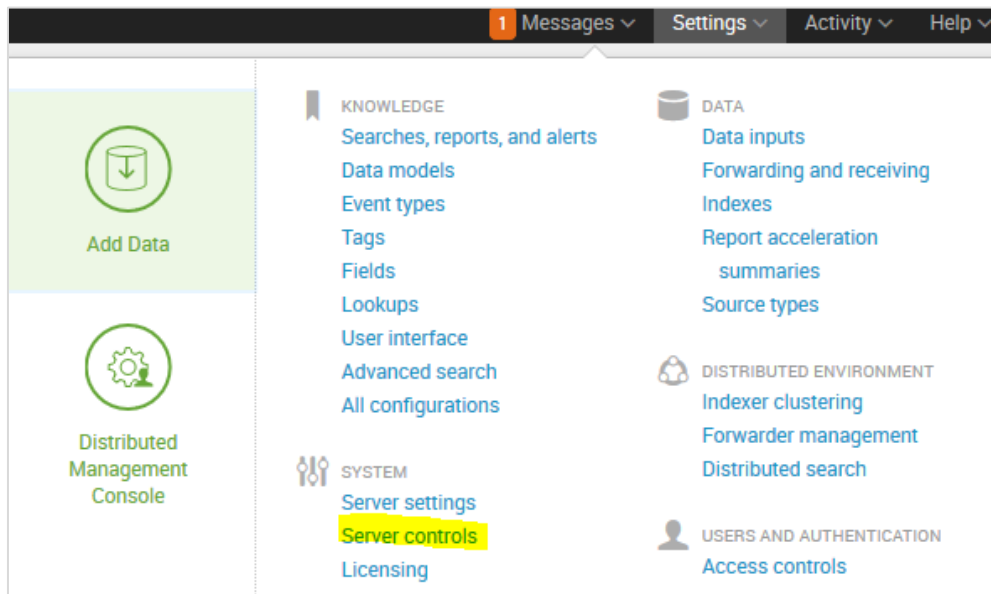 1 Messages Settings Activity Help
Add Data
Distributed
Management
Console
KNOWLEDGE
Searches, reports, and alerts
Data models
Event types
Tags
Fields
Lookups
User interface
Advanced search
All configurations
SYSTEM
Server settings
Server controls
Licensing
DATA
Data inputs
Forwarding and receiving
Indexes
Report acceleration
summaries
Source types
DISTRIBUTED ENVIRONMENT
Indexer clustering
Forwarder management
Distributed search
USERS AND AUTHENTICATION
Access controls